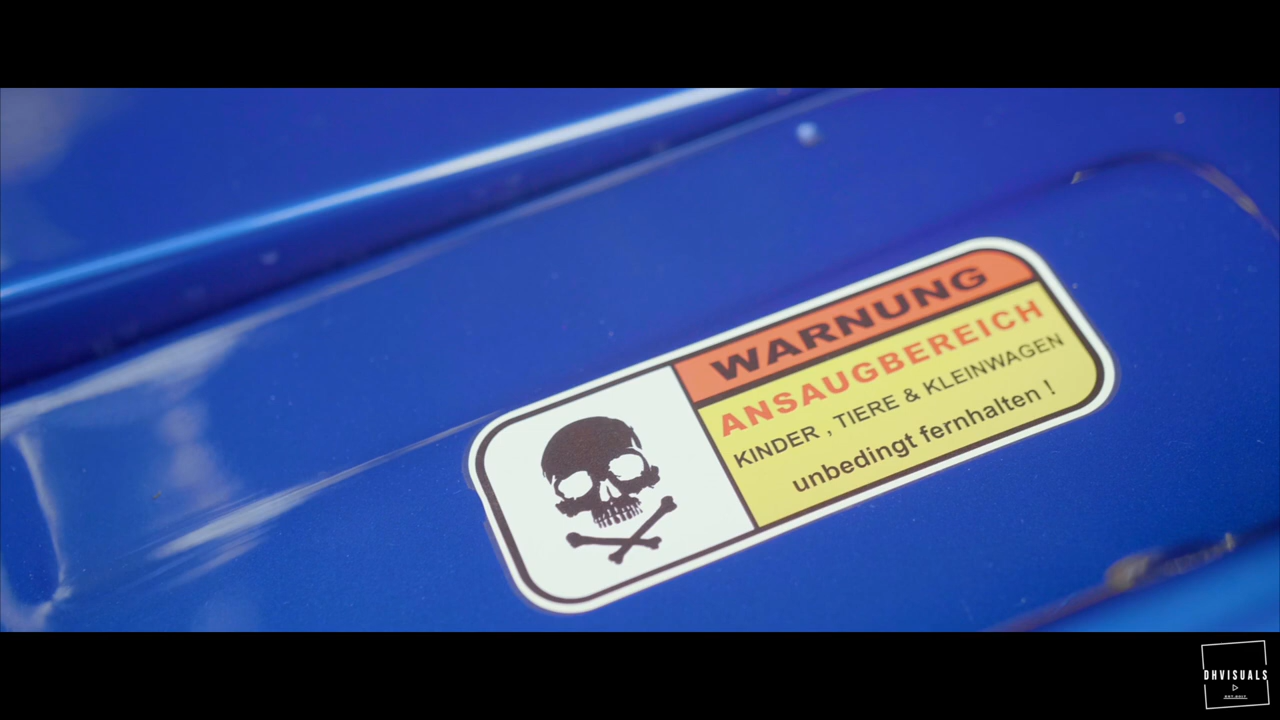 WARNUNG
ANSAUGBEREICH
KINDER , TIERE & KLEINWAGEN
unbedingt fernhalten !
DHVISUALS